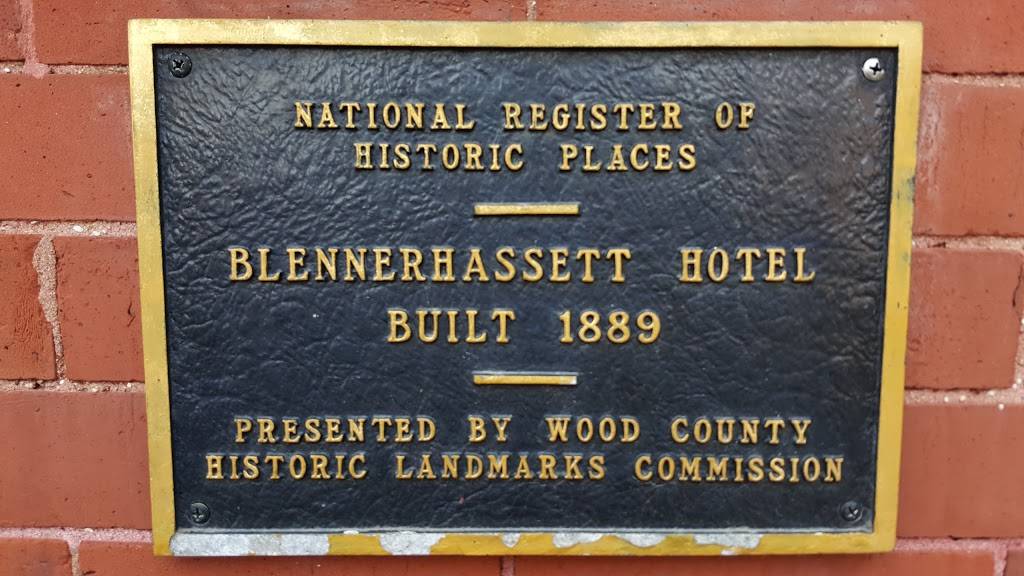 NATIONAL REGISTER OF
HISTORIC PLACES
BLENNERHASSETT HOTEL
BUILT 1889
PRESENTED BY WOOD COUNTY
HISTORIC LANDMARKS COMMISSION